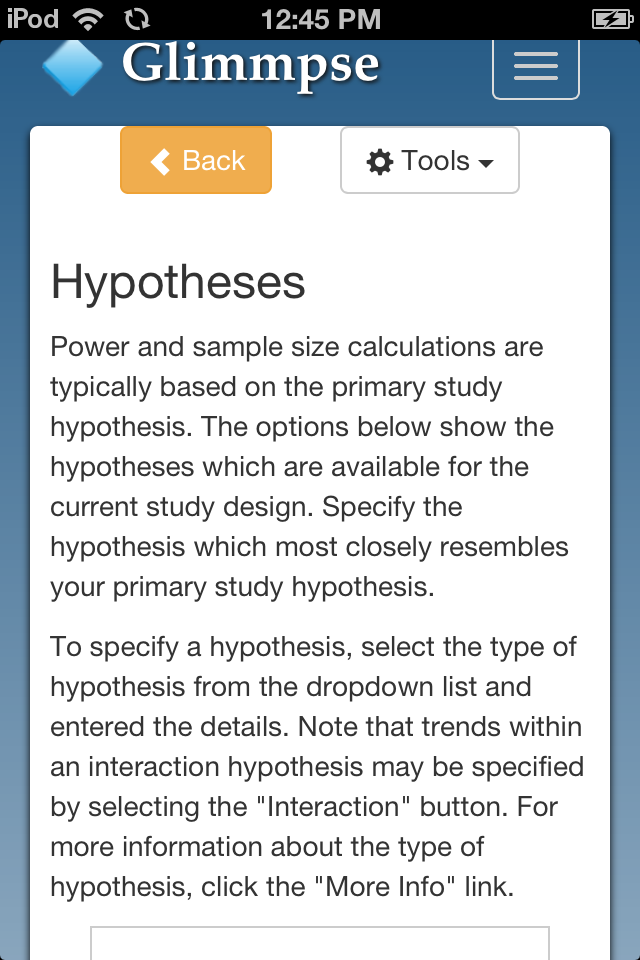 iPod 12:45 PM
Glimmpse
Back Tools
Hypotheses
Power and sample size calculations are
typically based on the primary study
hypothesis. The options below show the
hypotheses which are available for the
current study design. Specify the
hypothesis which most closely resembles
your primary study hypothesis.
To specify a hypothesis, select the type of
hypothesis from the dropdown list and
entered the details. Note that trends within
an interaction hypothesis may be specified
by selecting the "Interaction" button. For
more information about the type of
hypothesis, click the "More Info" link.